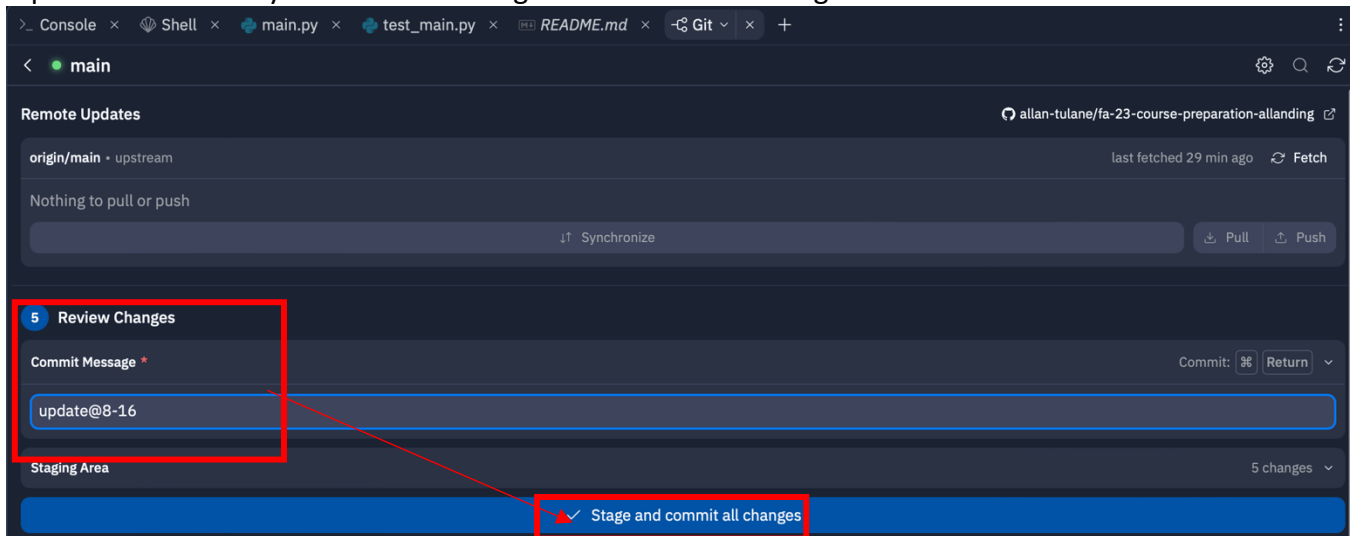 >_ Console × Shell × main.py × test_main.py × README.md × Git × +
main
Remote Updates allan-tulane/fa-23-course-preparation-allanding
origin/main • upstream last fetched 29 min ago Fetch
Nothing to pull or push
↓↑ Synchronize Pull Push
5 Review Changes
Commit Message * Commit: ⌘ Return
update@8-16
Staging Area 5 changes
✓ Stage and commit all changes